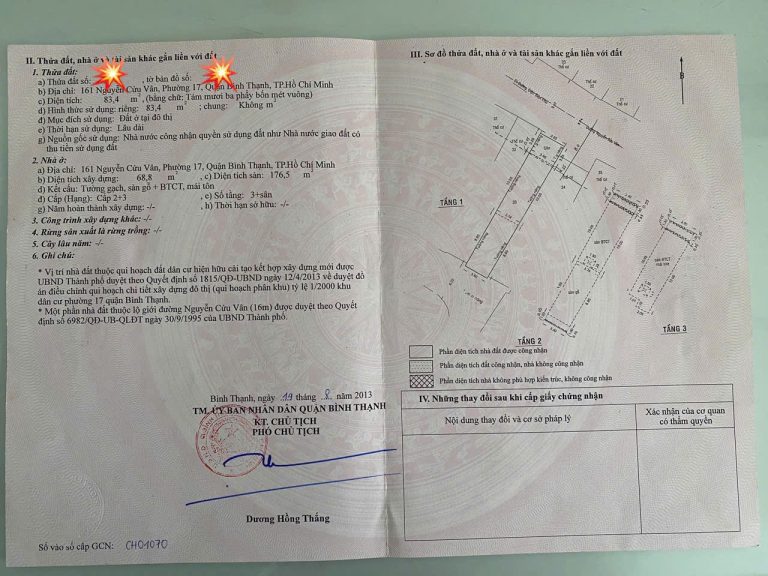 II. Thửa đất, nhà ở và tài sản khác gắn liền với đất
1. Thửa đất:
a) Thửa đất số: , tờ bản đồ số:
b) Địa chỉ: 161 Nguyễn Cửu Vân, Phường 17, Quận Bình Thạnh, TP.Hồ Chí Minh
c) Diện tích: 83,4 m², (bằng chữ: Tám mươi ba phẩy bốn mét vuông)
d) Hình thức sử dụng: riêng: 83,4 m²; chung: Không m²
đ) Mục đích sử dụng: Đất ở tại đô thị
e) Thời hạn sử dụng: Lâu dài
g) Nguồn gốc sử dụng: Nhà nước công nhận quyền sử dụng đất như Nhà nước giao đất có
thu tiền sử dụng đất
2. Nhà ở:
a) Địa chỉ: 161 Nguyễn Cửu Vân, Phường 17, Quận Bình Thạnh, TP.Hồ Chí Minh
b) Diện tích xây dựng: 68,8 m² , c) Diện tích sàn: 176,5 m²
d) Kết cấu: Tường gạch, sàn gỗ + BTCT, mái tôn
đ) Cấp (Hạng): Cấp 2+3 , e) Số tầng: 3+sân
g) Năm hoàn thành xây dựng: -/- , h) Thời hạn sở hữu: -/-
3. Công trình xây dựng khác: -/-
4. Rừng sản xuất là rừng trồng: -/-
5. Cây lâu năm: -/-
6. Ghi chú:
* Vị trí nhà đất thuộc qui hoạch đất dân cư hiện hữu cải tạo kết hợp xây dựng mới được
UBND Thành phố duyệt theo Quyết định số 1815/QĐ-UBND ngày 12/4/2013 về duyệt đồ
án điều chỉnh qui hoạch chi tiết xây dựng đô thị (qui hoạch phân khu) tỷ lệ 1/2000 khu
dân cư phường 17 quận Bình Thạnh.
* Một phần nhà đất thuộc lộ giới đường Nguyễn Cửu Vân (16m) được duyệt theo Quyết
định số 6982/QĐ-UB-QLĐT ngày 30/9/1995 của UBND Thành phố.
Bình Thạnh, ngày 19 tháng 8 năm 2013
TM. ỦY BAN NHÂN DÂN QUẬN BÌNH THẠNH
KT. CHỦ TỊCH
PHÓ CHỦ TỊCH
Dương Hồng Thắng
Số vào sổ cấp GCN: CH01070
III. Sơ đồ thửa đất, nhà ở và tài sản khác gắn liền với đất
B
TẦNG 1
TẦNG 2
TẦNG 3
Phần diện tích nhà đất được công nhận
Phần diện tích đất công nhận, nhà không công nhận
Phần diện tích nhà không phù hợp kiến trúc, không công nhận
IV. Những thay đổi sau khi cấp giấy chứng nhận
Nội dung thay đổi và cơ sở pháp lý
Xác nhận của cơ quan
có thẩm quyền